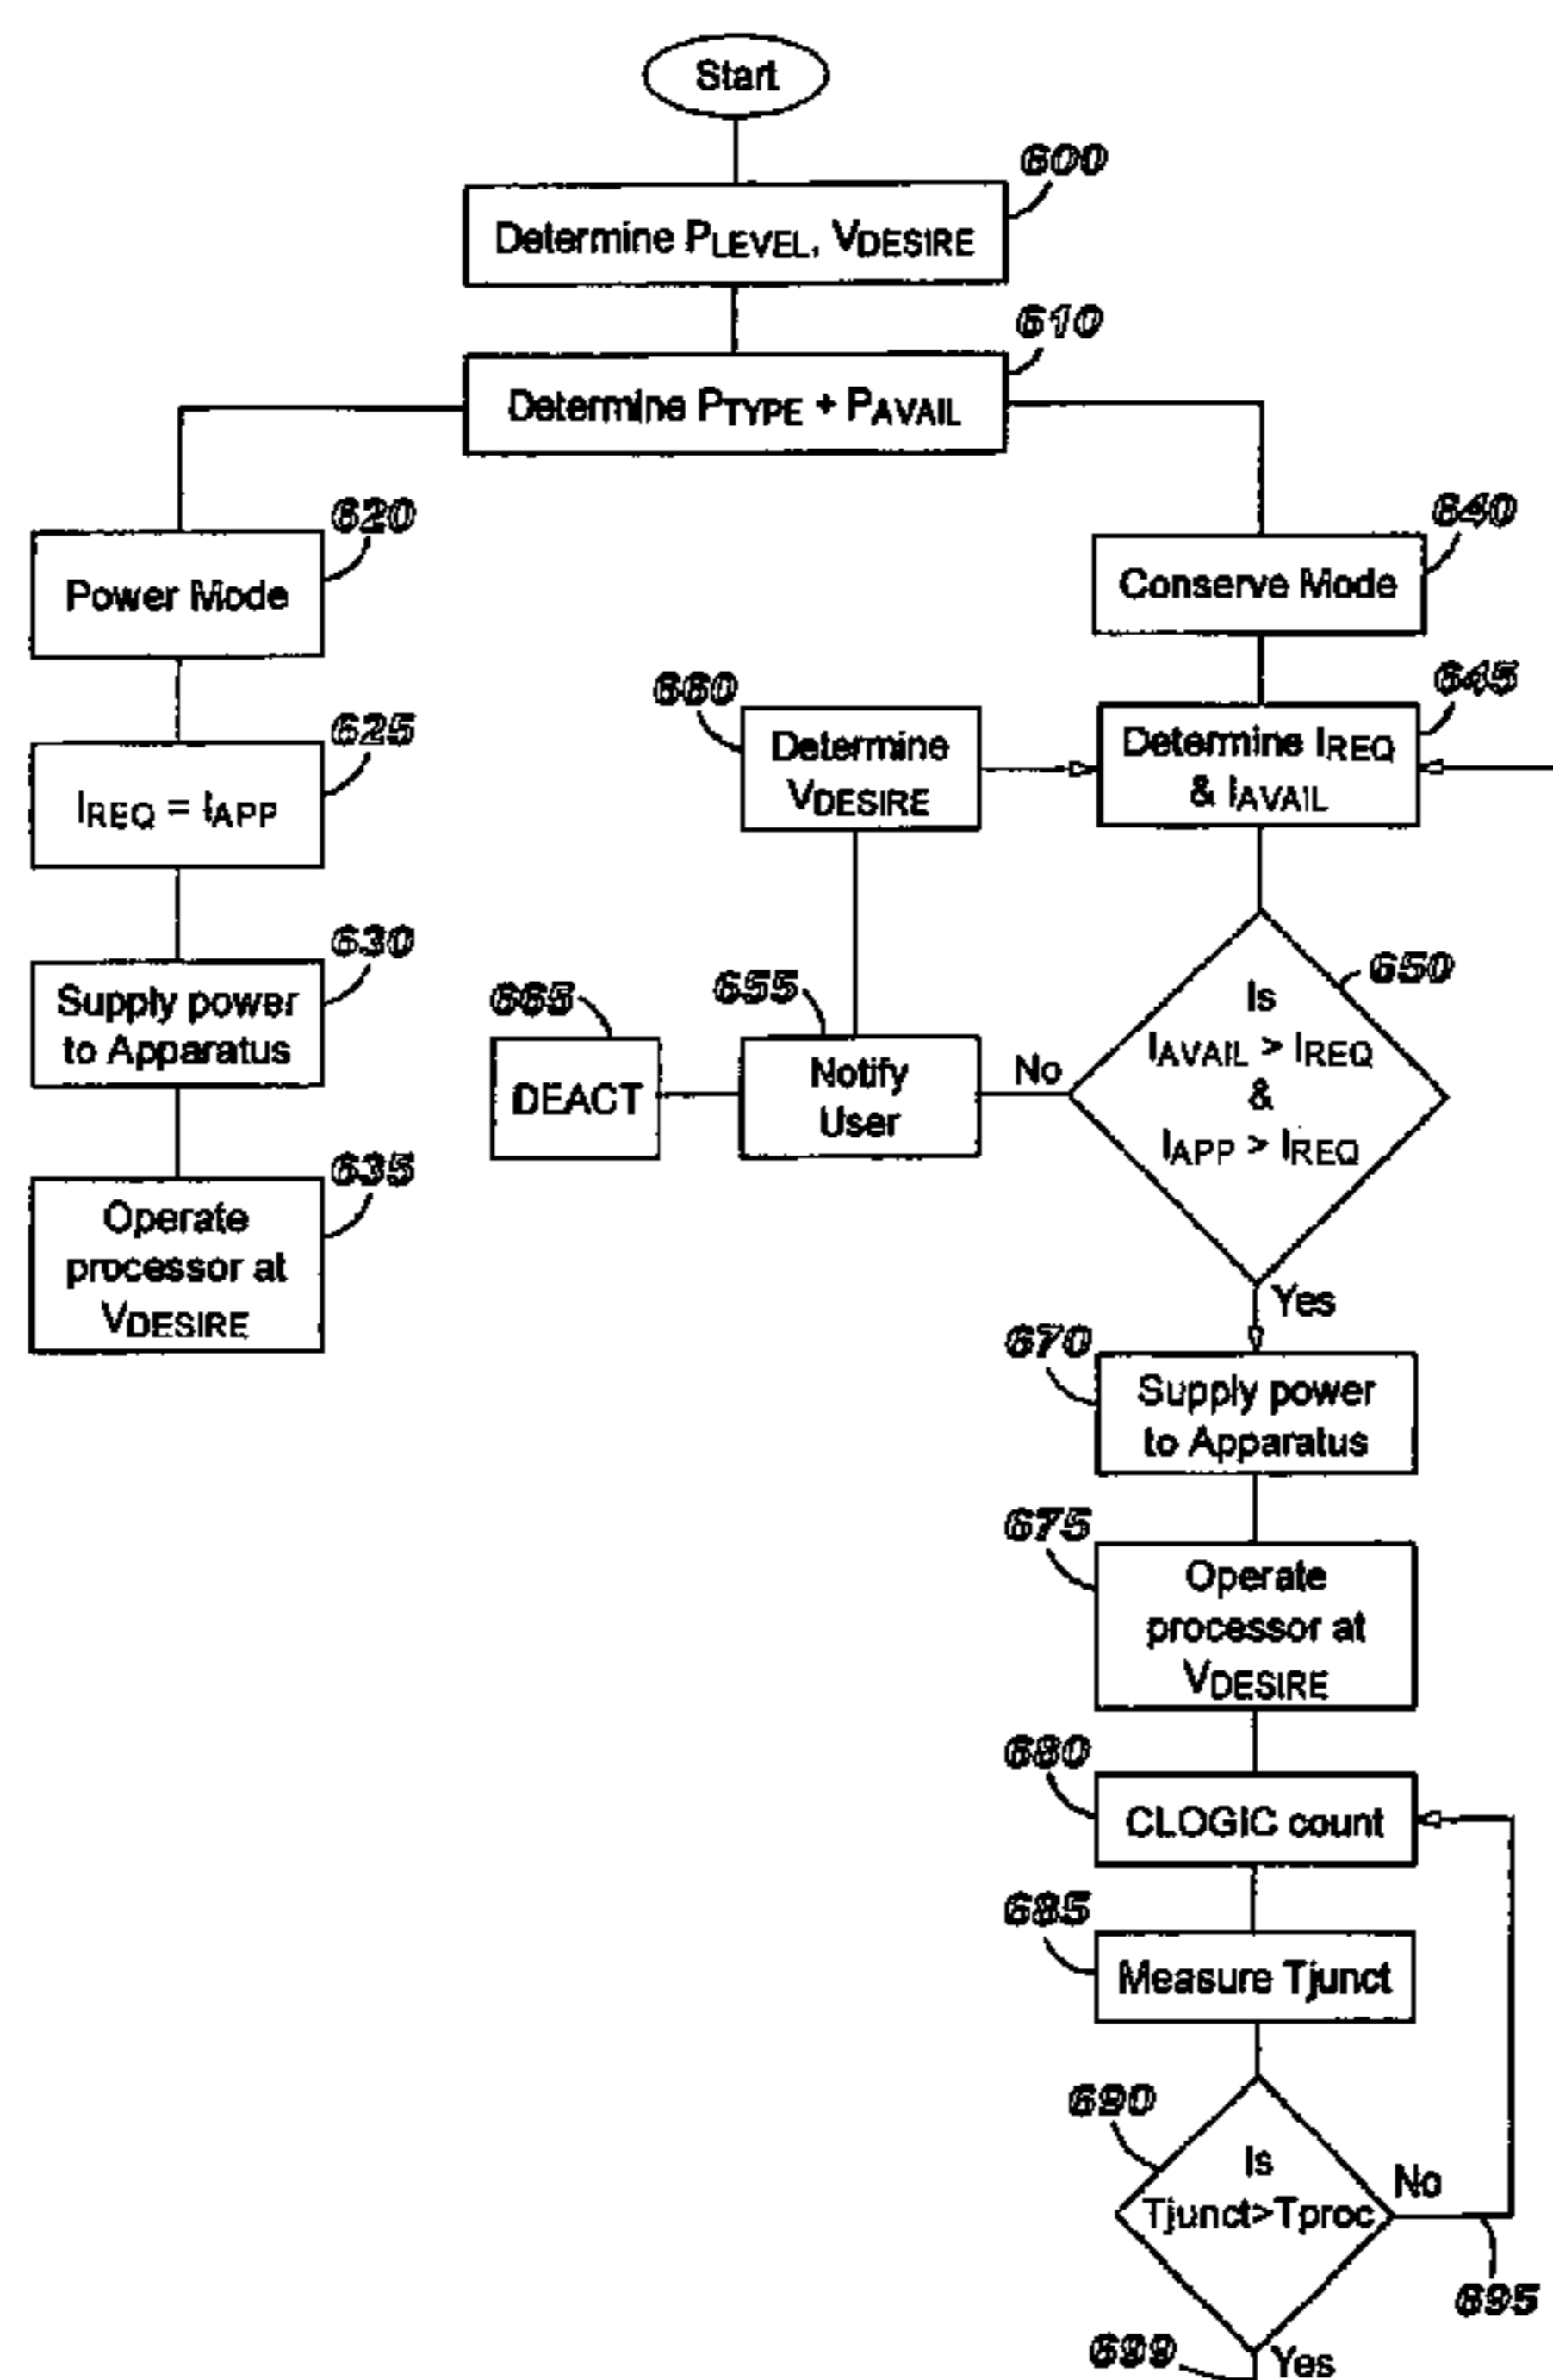 Start
600
Determine PLEVEL, VDESIRE
610
Determine PTYPE + PAVAIL
620
Power Mode
625
IREQ = IAPP
630
Supply power
to Apparatus
635
Operate
processor at
VDESIRE
640
Conserve Mode
645
Determine IREQ
& IAVAIL
660
Determine
VDESIRE
650
Is
IAVAIL > IREQ
&
IAPP > IREQ
No
655
Notify
User
665
DEACT
Yes
670
Supply power
to Apparatus
675
Operate
processor at
VDESIRE
680
CLOGIC count
685
Measure Tjunct
690
Is
Tjunct>Tproc
No
695
699
Yes